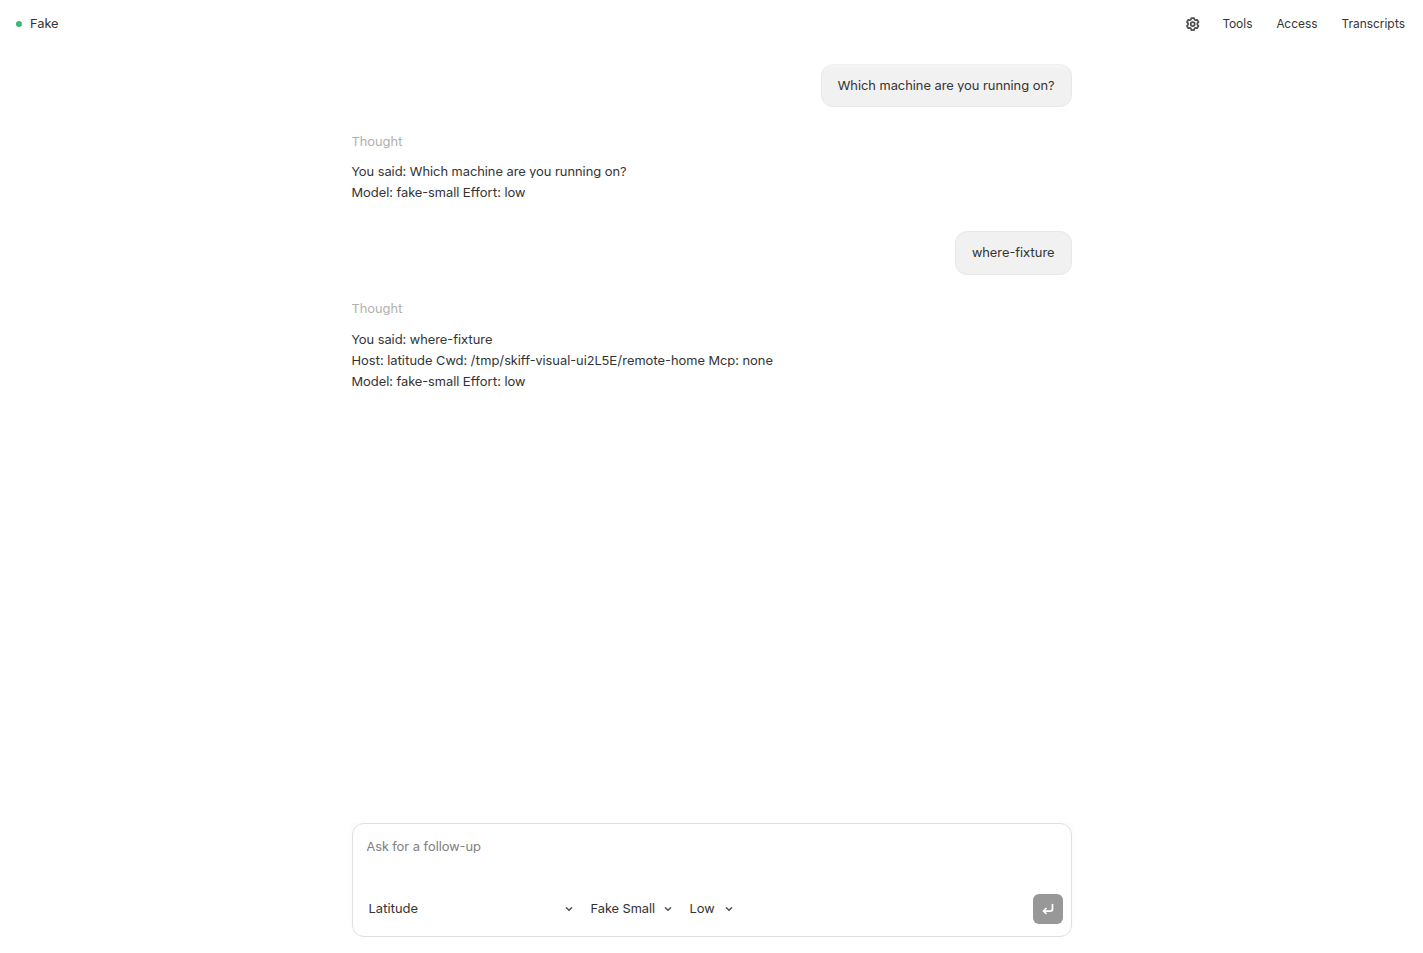 Fake
Tools
Access
Transcripts
Which machine are you running on?
Thought
You said: Which machine are you running on?
Model: fake-small Effort: low
where-fixture
Thought
You said: where-fixture
Host: latitude Cwd: /tmp/skiff-visual-ui2L5E/remote-home Mcp: none
Model: fake-small Effort: low
Ask for a follow-up
Latitude
Fake Small
Low